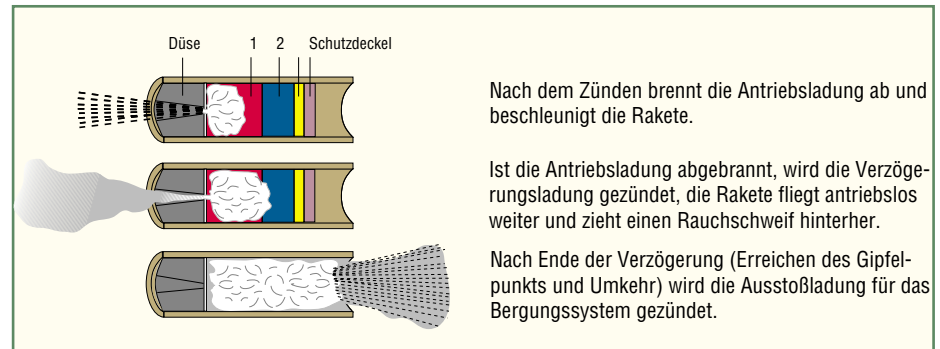 Düse 1 2 Schutzdeckel
Nach dem Zünden brennt die Antriebsladung ab und
beschleunigt die Rakete.
Ist die Antriebsladung abgebrannt, wird die Verzöge-
rungsladung gezündet, die Rakete fliegt antriebslos
weiter und zieht einen Rauchschweif hinterher.
Nach Ende der Verzögerung (Erreichen des Gipfel-
punkts und Umkehr) wird die Ausstoßladung für das
Bergungssystem gezündet.